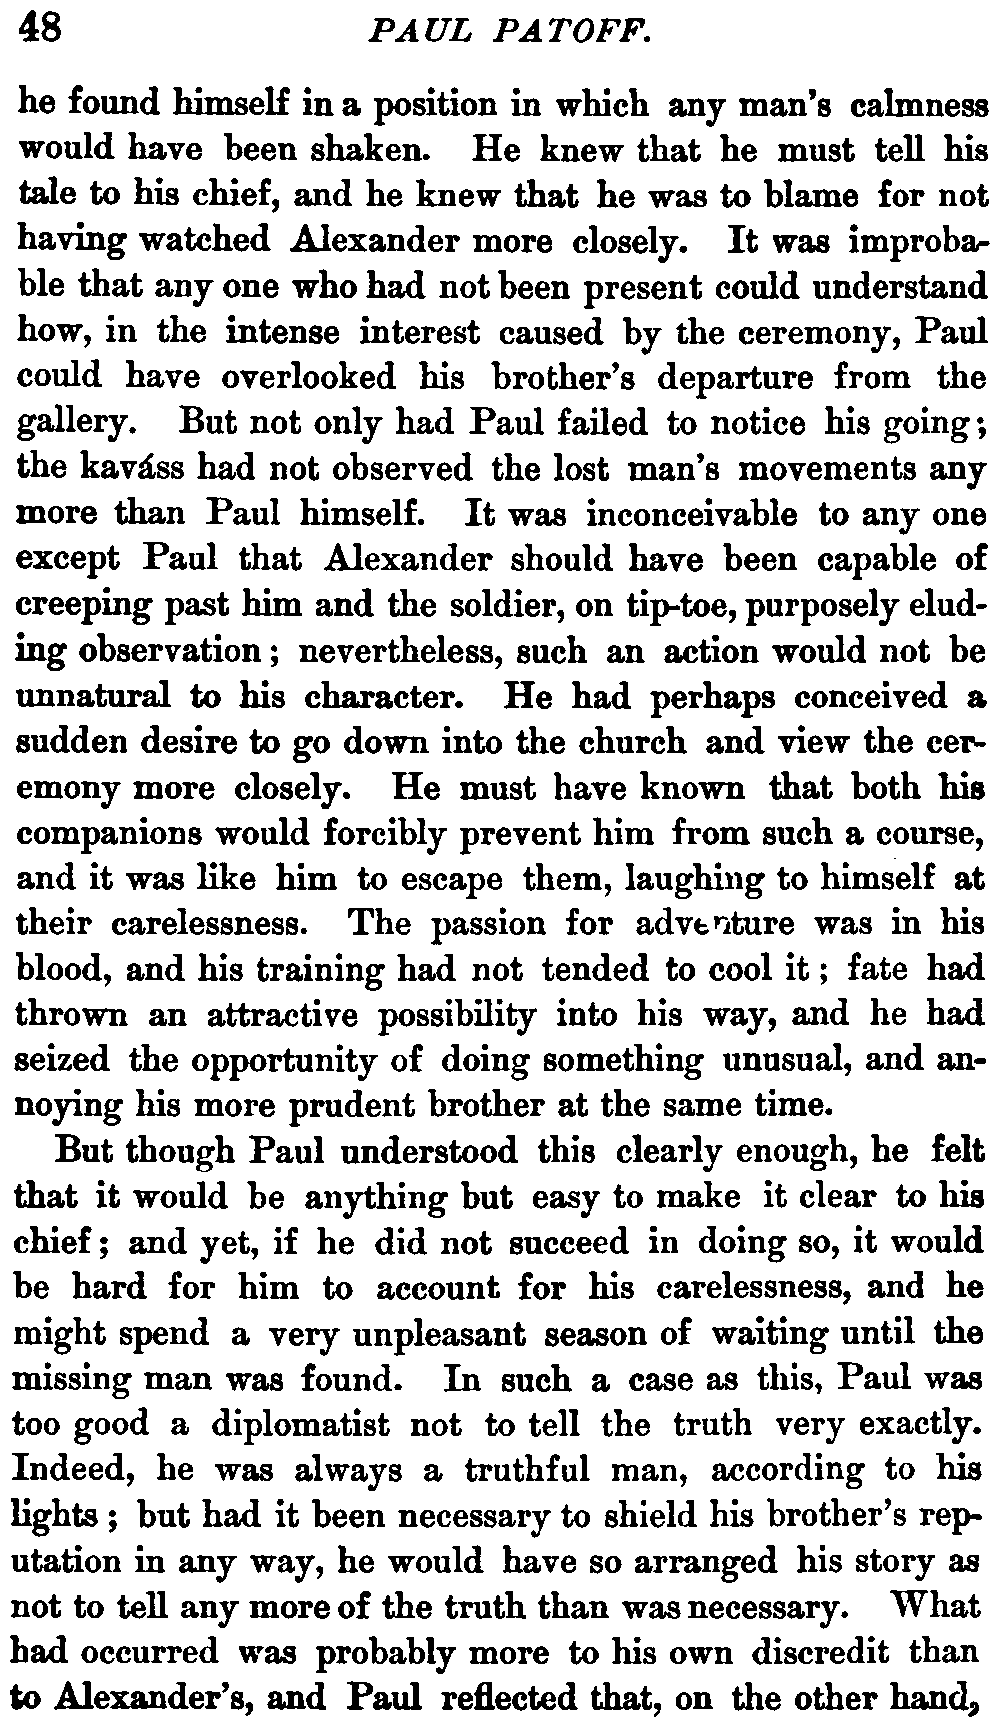 48 PAUL PATOFF.
he found himself in a position in which any man's calmness
would have been shaken. He knew that he must tell his
tale to his chief, and he knew that he was to blame for not
having watched Alexander more closely. It was improba-
ble that any one who had not been present could understand
how, in the intense interest caused by the ceremony, Paul
could have overlooked his brother's departure from the
gallery. But not only had Paul failed to notice his going;
the kaváss had not observed the lost man's movements any
more than Paul himself. It was inconceivable to any one
except Paul that Alexander should have been capable of
creeping past him and the soldier, on tip-toe, purposely elud-
ing observation; nevertheless, such an action would not be
unnatural to his character. He had perhaps conceived a
sudden desire to go down into the church and view the cer-
emony more closely. He must have known that both his
companions would forcibly prevent him from such a course,
and it was like him to escape them, laughing to himself at
their carelessness. The passion for adventure was in his
blood, and his training had not tended to cool it; fate had
thrown an attractive possibility into his way, and he had
seized the opportunity of doing something unusual, and an-
noying his more prudent brother at the same time.
But though Paul understood this clearly enough, he felt
that it would be anything but easy to make it clear to his
chief; and yet, if he did not succeed in doing so, it would
be hard for him to account for his carelessness, and he
might spend a very unpleasant season of waiting until the
missing man was found. In such a case as this, Paul was
too good a diplomatist not to tell the truth very exactly.
Indeed, he was always a truthful man, according to his
lights; but had it been necessary to shield his brother's rep-
utation in any way, he would have so arranged his story as
not to tell any more of the truth than was necessary. What
had occurred was probably more to his own discredit than
to Alexander's, and Paul reflected that, on the other hand,